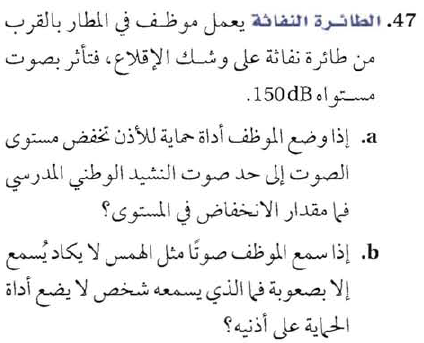 47. الطائرة النفاثة يعمل موظف في المطار بالقرب
من طائرة نفاثة على وشك الإقلاع، فتأثر بصوت
مستواه 150dB.
a. إذا وضع الموظف أداة حماية للأذن تخفض مستوى
الصوت إلى حد صوت النشيد الوطني المدرسي
فما مقدار الانخفاض في المستوى؟
b. إذا سمع الموظف صوتًا مثل الهمس لا يكاد يُسمع
إلا بصعوبة فما الذي يسمعه شخص لا يضع أداة
الحماية على أذنيه؟